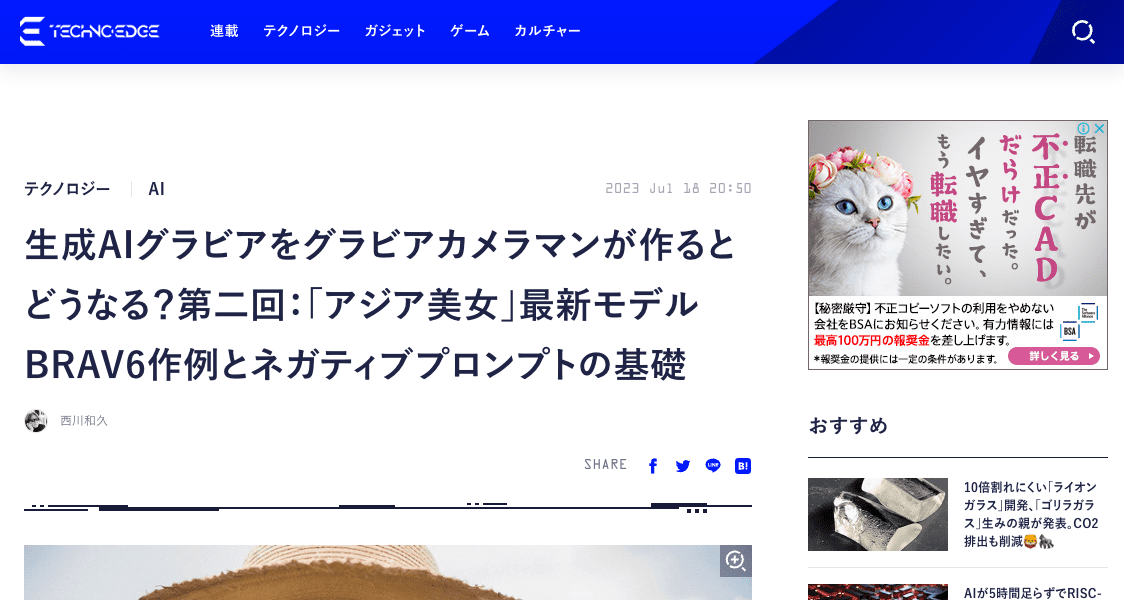 TECHNOEDGE
連載 テクノロジー ガジェット ゲーム カルチャー
テクノロジー AI
2023 Jul 18 20:50
生成AIグラビアをグラビアカメラマンが作ると
どうなる?第二回:「アジア美女」最新モデル
BRAV6作例とネガティブプロンプトの基礎
西川和久
SHARE
B!
転職先が
不正CAD
だらけだった。
イヤすぎて、
もう転職したい。
【秘密厳守】不正コピーソフトの利用をやめない
会社をBSAにお知らせください。有力情報には
最高100万円の報奨金を差し上げます。
*報奨金の提供には一定の条件があります。
The Software Alliance
BSA
詳しく見る
おすすめ
10倍割れにくい「ライオン
ガラス」開発、「ゴリラガラ
ス」生みの親が発表。CO2
排出も削減🦁🦍
AIが5時間足らずでRISC-